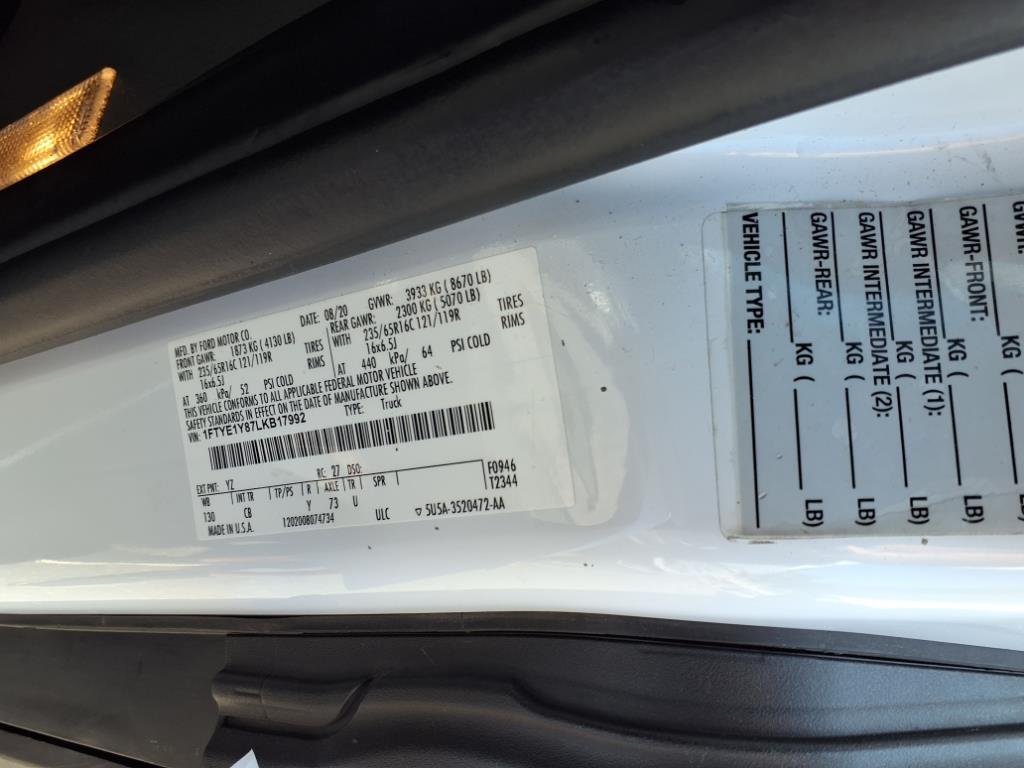 MFD. BY FORD MOTOR CO.
DATE: 08/20 GVWR: 3933 KG ( 8670 LB)
FRONT GAWR: 1873 KG ( 4130 LB) REAR GAWR: 2300 KG ( 5070 LB)
WITH 235/65R16C 121/119R TIRES WITH 235/65R16C 121/119R TIRES
16x6.5J RIMS 16x6.5J RIMS
AT 360 kPa/ 52 PSI COLD AT 440 kPa/ 64 PSI COLD
THIS VEHICLE CONFORMS TO ALL APPLICABLE FEDERAL MOTOR VEHICLE
SAFETY STANDARDS IN EFFECT ON THE DATE OF MANUFACTURE SHOWN ABOVE.
VIN: 1FTYE1Y87LKB17992
TYPE: Truck
EXT PNT: YZ RC: 27 DSO:
WB INT TR TP/PS R AXLE TR SPR F0946
130 CB Y 73 U T2344
MADE IN U.S.A. 1202008074734 ULC ▽ 5U5A-3520472-AA
GVWR:
GAWR-FRONT: KG ( LB)
GAWR INTERMEDIATE (1): KG ( LB)
GAWR INTERMEDIATE (2): KG ( LB)
GAWR-REAR: KG ( LB)
VEHICLE TYPE: